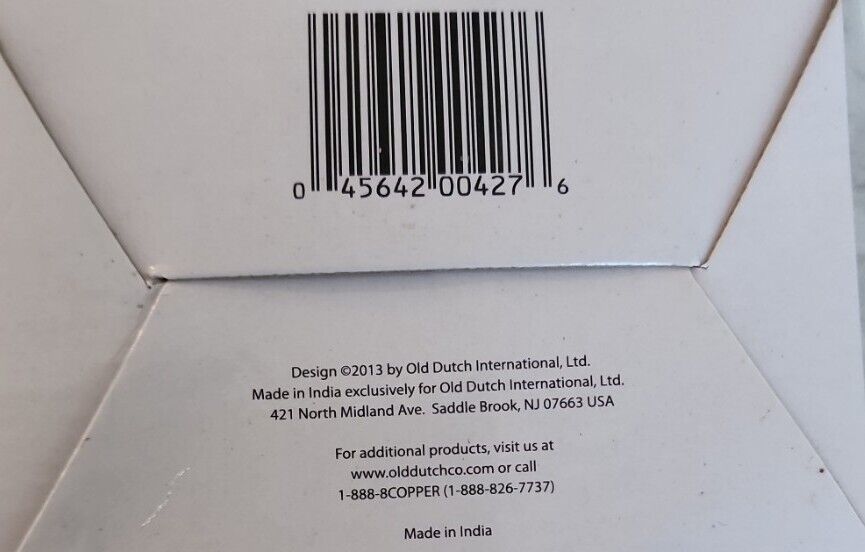 0 45642 00427 6
Design ©2013 by Old Dutch International, Ltd.
Made in India exclusively for Old Dutch International, Ltd.
421 North Midland Ave. Saddle Brook, NJ 07663 USA
For additional products, visit us at
www.olddutchco.com or call
1-888-8COPPER (1-888-826-7737)
Made in India